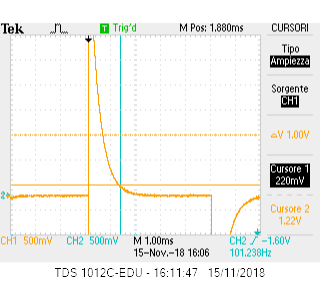 Tek T Trig'd M Pos: 1.880ms CURSORI
Tipo
Ampiezza
Sorgente
CH1
△V 1.00V
Cursore 1
220mV
Cursore 2
1.22V
2
CH1 500mV CH2 500mV M 1.00ms CH2 -1.60V
15-Nov.-18 16:06 101.238Hz
TDS 1012C-EDU - 16:11:47 15/11/2018